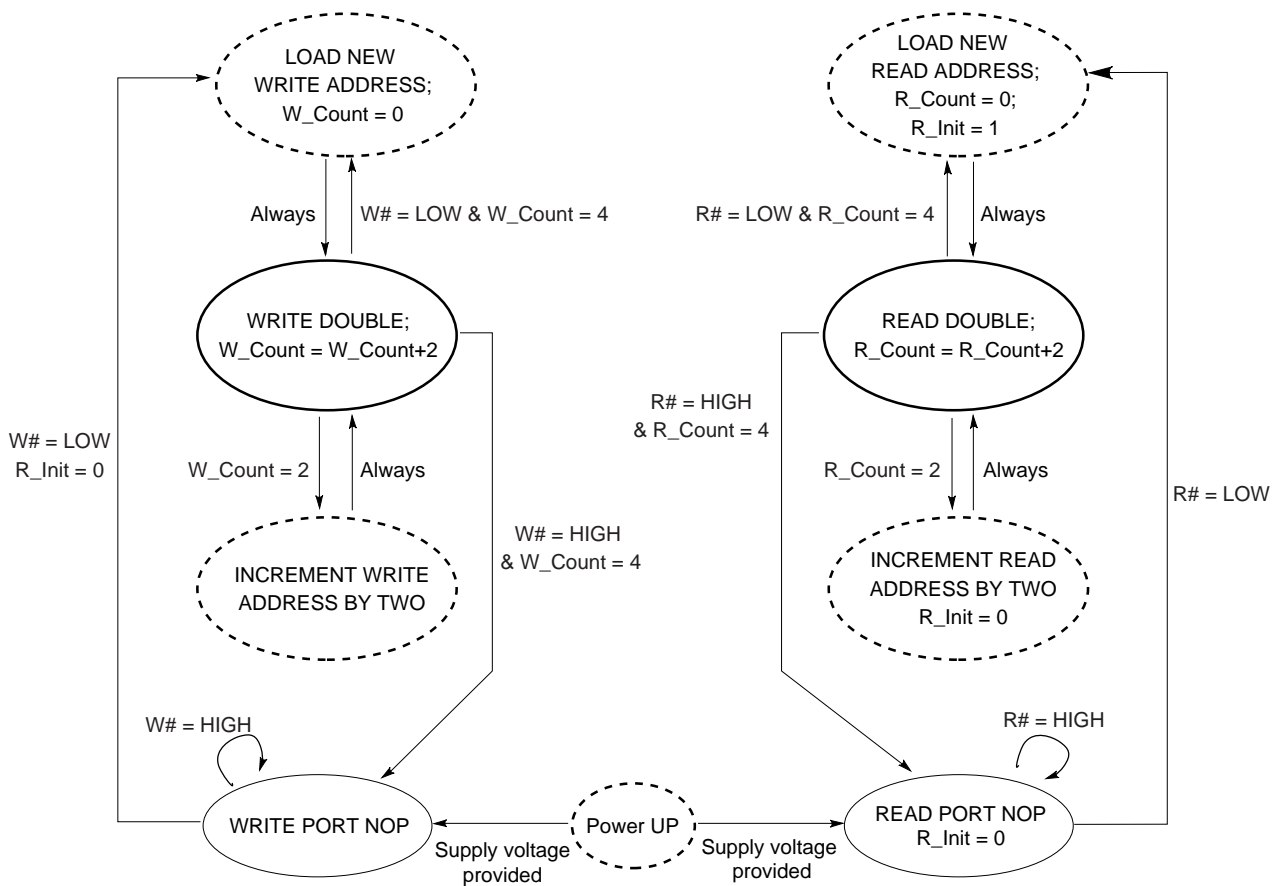 LOAD NEW
WRITE ADDRESS;
W_Count = 0
LOAD NEW
READ ADDRESS;
R_Count = 0;
R_Init = 1
Always
W# = LOW & W_Count = 4
R# = LOW & R_Count = 4
Always
WRITE DOUBLE;
W_Count = W_Count+2
READ DOUBLE;
R_Count = R_Count+2
W# = LOW
R_Init = 0
R# = HIGH
& R_Count = 4
W_Count = 2
Always
R_Count = 2
Always
R# = LOW
W# = HIGH
& W_Count = 4
INCREMENT WRITE
ADDRESS BY TWO
INCREMENT READ
ADDRESS BY TWO
R_Init = 0
W# = HIGH
R# = HIGH
WRITE PORT NOP
Power UP
READ PORT NOP
R_Init = 0
Supply voltage
provided
Supply voltage
provided